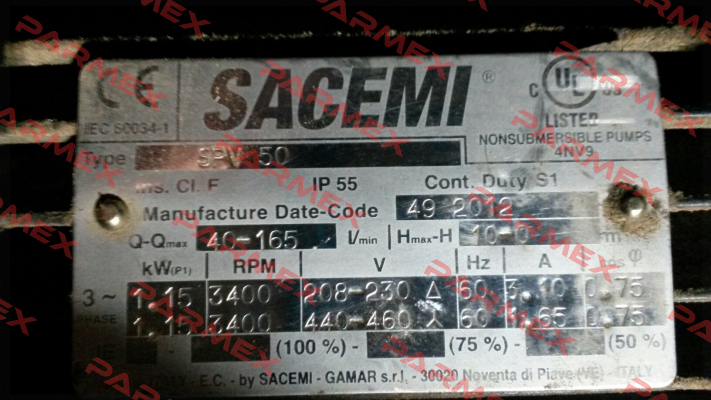 CE SACEMI® C UL US
IEC 60034-1 LISTED
NONSUBMERSIBLE PUMPS
Type SPV 50 4NV9
Ins. Cl. F IP 55 Cont. Duty S1
Manufacture Date-Code 49 2012
Q-Qmax 40-165 l/min Hmax-H 10-0 m
kW(P1) RPM V Hz A cos φ
3~ 1.15 3400 208-230 Δ 60 3.10 0.75
PHASE 1.15 3400 440-460 人 60 1.65 0.75
IE - (100 %) - (75 %) - (50 %)
- E.C. - by SACEMI - GAMAR s.r.l. - 30020 Noventa di Piave (VE) - ITALY
PARMEX